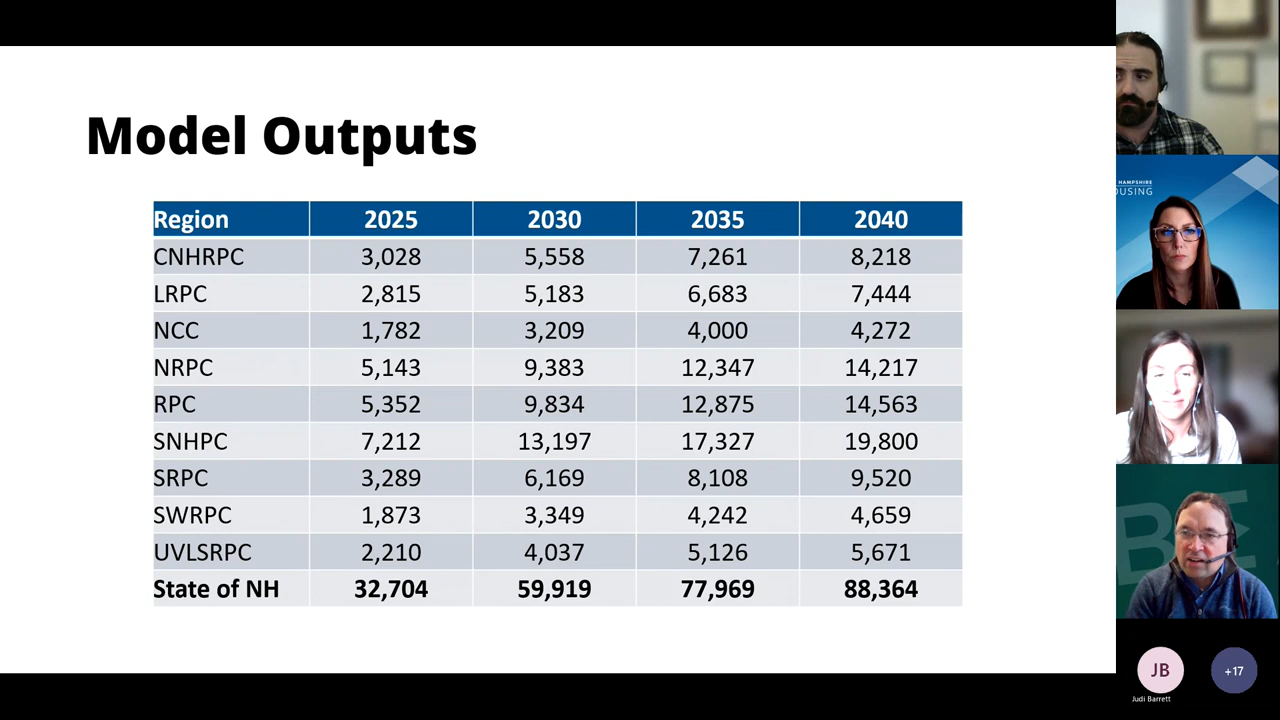 Model Outputs
Region 2025 2030 2035 2040
CNHRPC 3,028 5,558 7,261 8,218
LRPC 2,815 5,183 6,683 7,444
NCC 1,782 3,209 4,000 4,272
NRPC 5,143 9,383 12,347 14,217
RPC 5,352 9,834 12,875 14,563
SNHPC 7,212 13,197 17,327 19,800
SRPC 3,289 6,169 8,108 9,520
SWRPC 1,873 3,349 4,242 4,659
UVLSRPC 2,210 4,037 5,126 5,671
State of NH 32,704 59,919 77,969 88,364
HAMPSHIRE
OUSING
JB
+17
Judi Barrett